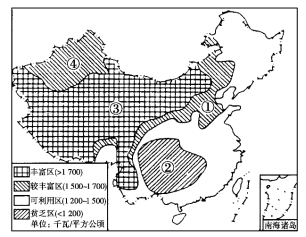 ④
①
③
②
丰富区(>1 700)
较丰富区(1 500~1 700)
可利用区(1 200~1 500)
贫乏区(<1 200)
单位：千瓦/平方公顷
南海诸岛